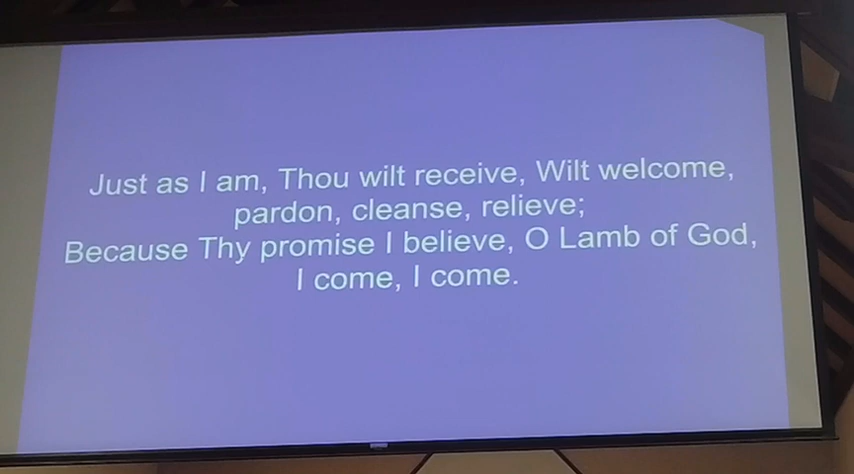 Just as I am, Thou wilt receive, Wilt welcome,
pardon, cleanse, relieve;
Because Thy promise I believe, O Lamb of God,
I come, I come.